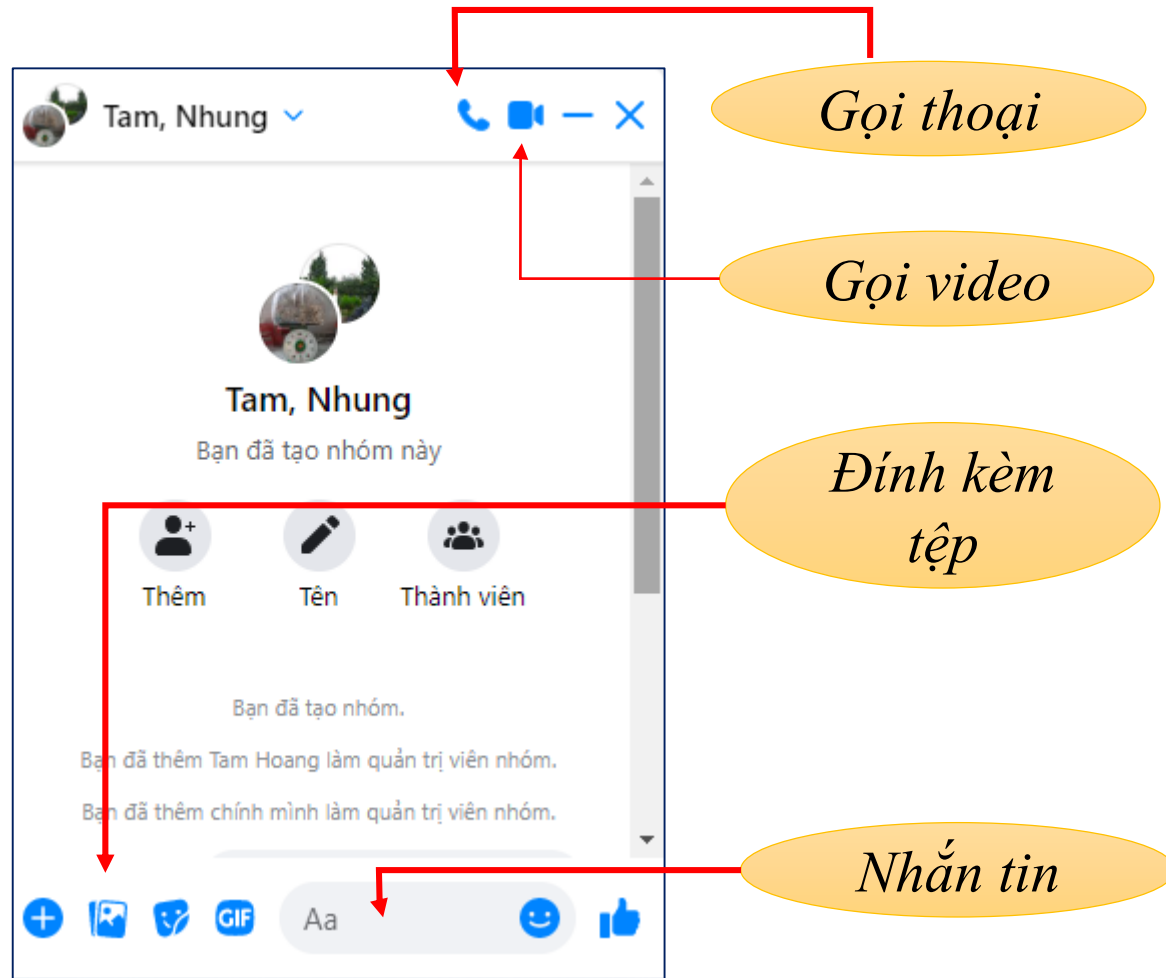 Tam, Nhung
Gọi thoại
Gọi video
Tam, Nhung
Bạn đã tạo nhóm này
Đính kèm
tệp
Thêm
Tên
Thành viên
Bạn đã tạo nhóm.
Bạn đã thêm Tam Hoang làm quản trị viên nhóm.
Bạn đã thêm chính mình làm quản trị viên nhóm.
Nhắn tin
GIF
Aa